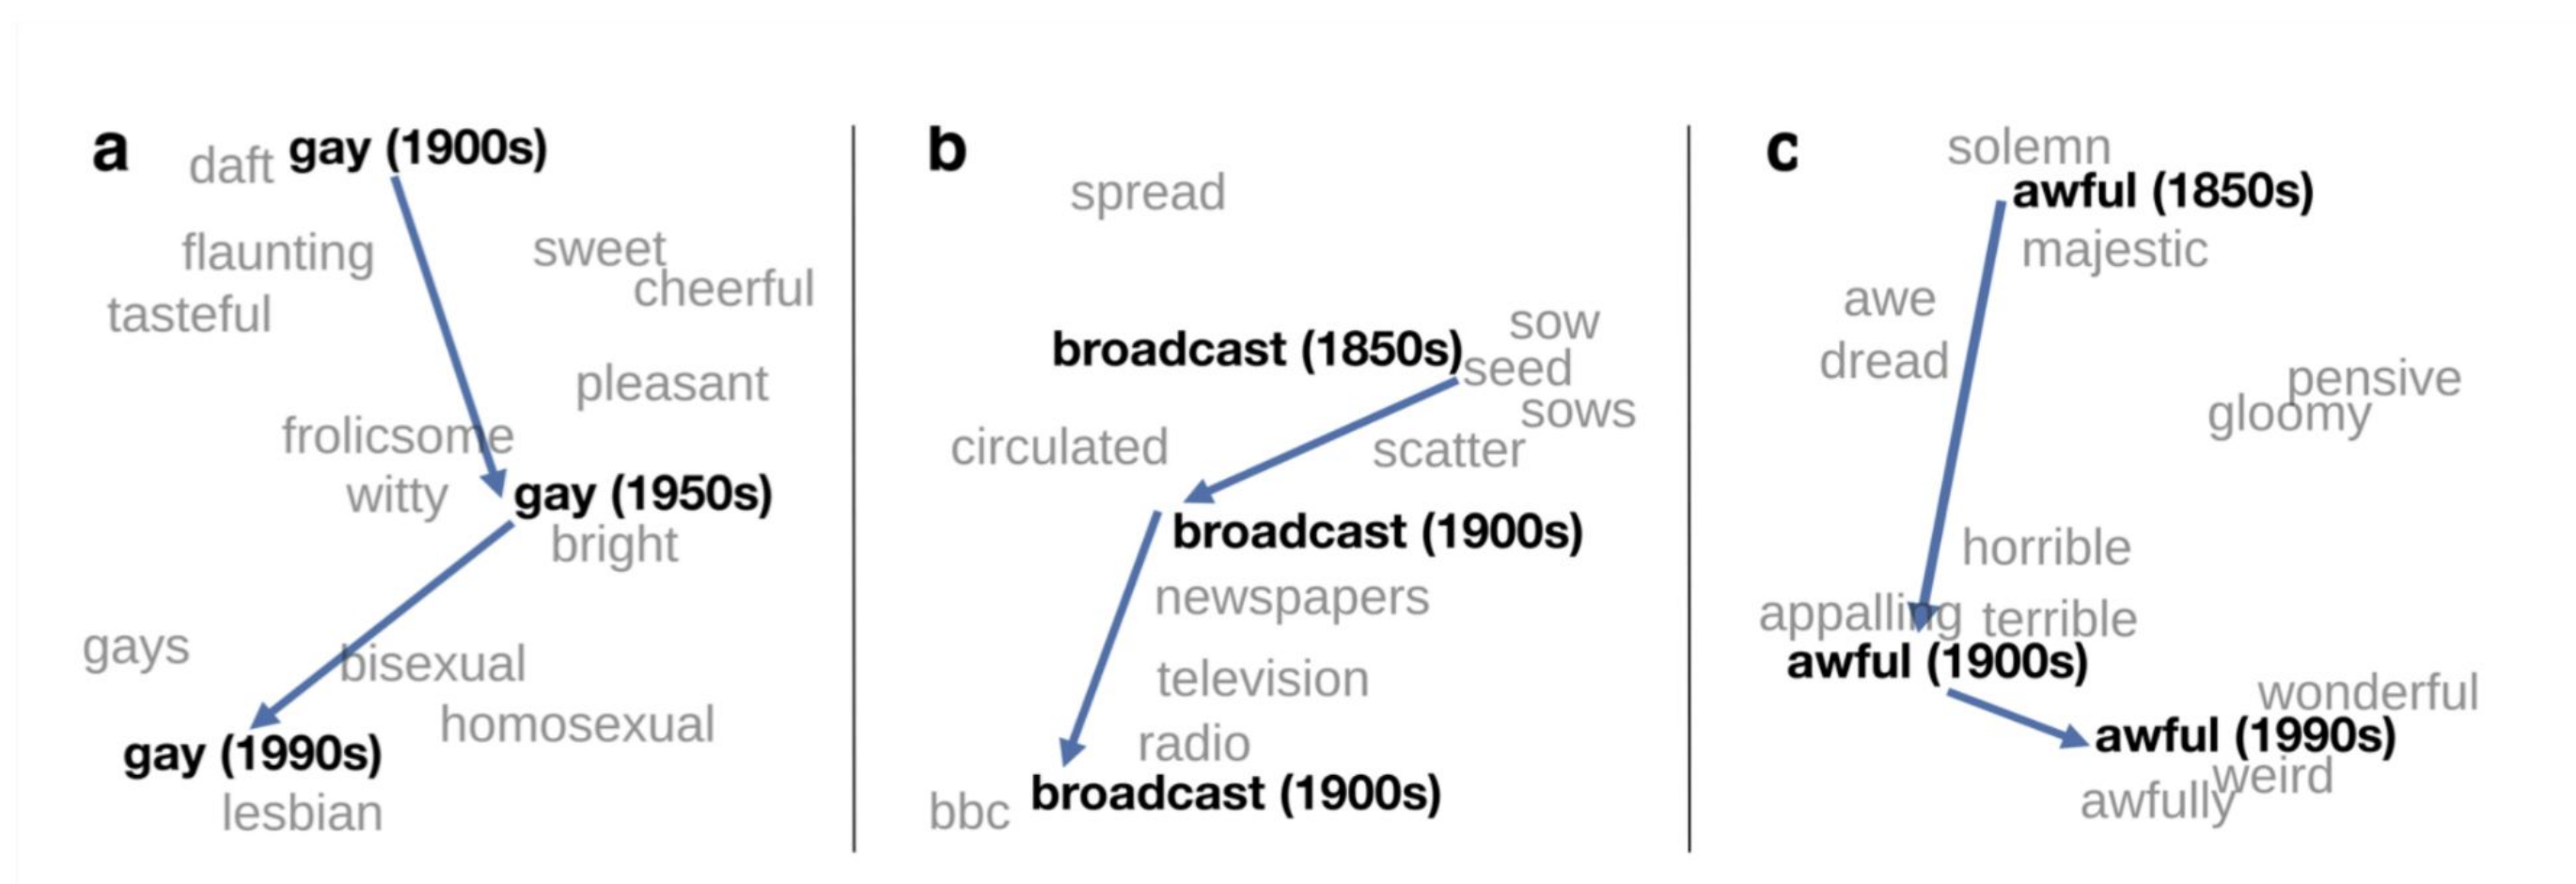 a
daft gay (1900s)
flaunting
sweet
cheerful
tasteful
pleasant
frolicsome
witty
gay (1950s)
bright
gays
bisexual
homosexual
gay (1990s)
lesbian
b
spread
broadcast (1850s)
sow
seed
sows
circulated
scatter
broadcast (1900s)
newspapers
television
radio
bbc broadcast (1900s)
c
solemn
awful (1850s)
majestic
awe
dread
pensive
gloomy
horrible
appalling terrible
awful (1900s)
wonderful
awful (1990s)
weird
awfully